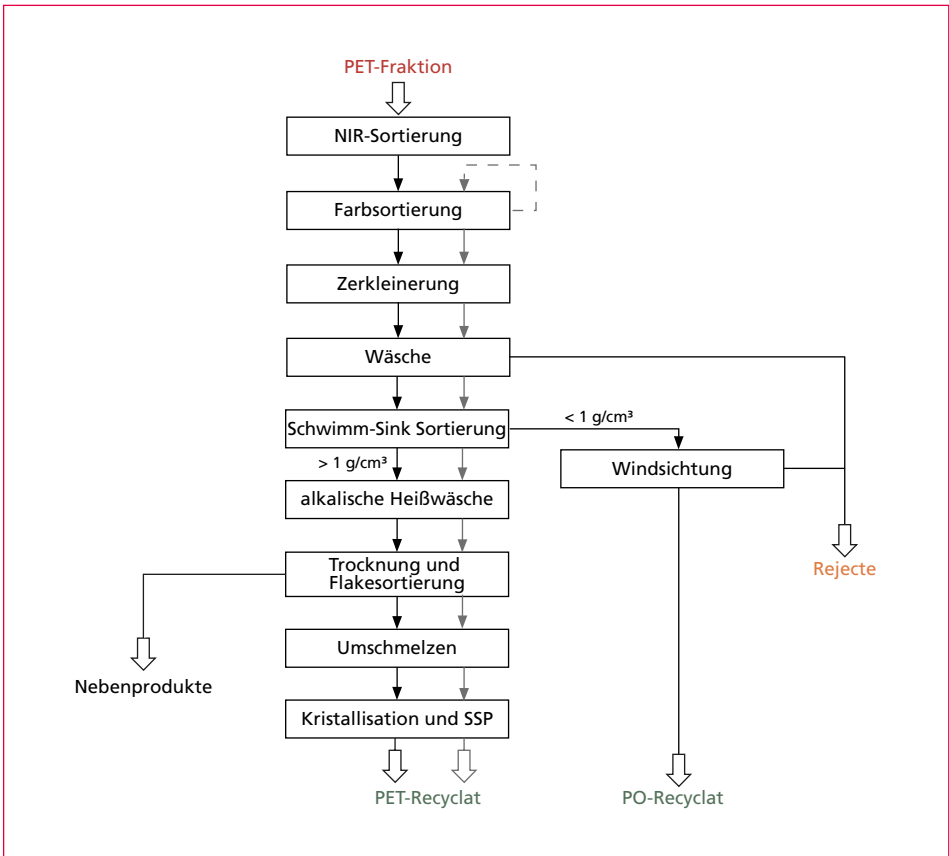 PET-Fraktion
NIR-Sortierung
Farbsortierung
Zerkleinerung
Wäsche
Schwimm-Sink Sortierung
< 1 g/cm³
Windsichtung
> 1 g/cm³
alkalische Heißwäsche
Trocknung und
Flakesortierung
Rejecte
Umschmelzen
Nebenprodukte
Kristallisation und SSP
PET-Recyclat
PO-Recyclat